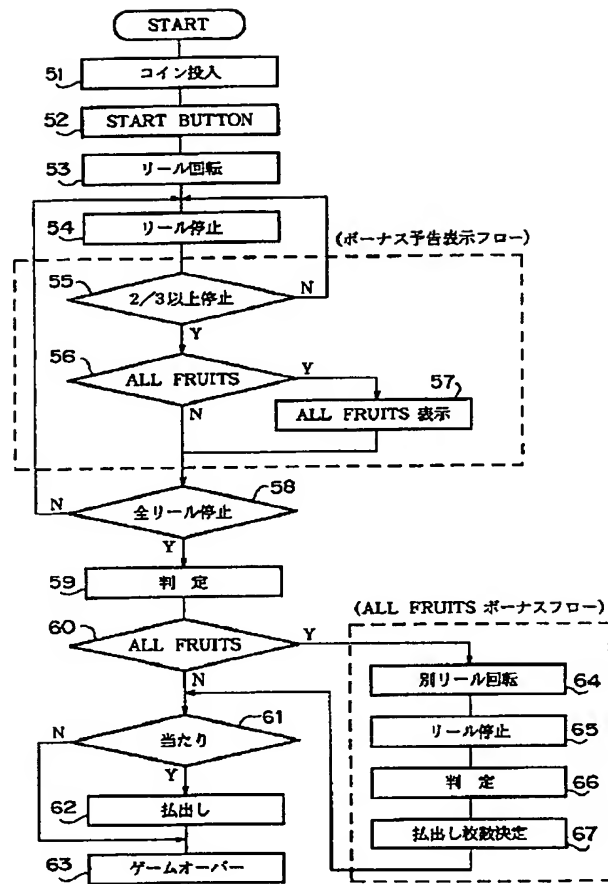 START
51 コイン投入
52 START BUTTON
53 リール回転
54 リール停止
(ボーナス予告表示フロー)
55 2/3以上停止 N
Y
56 ALL FRUITS Y
N
57 ALL FRUITS 表示
58 全リール停止 N
Y
59 判定
(ALL FRUITS ボーナスフロー)
60 ALL FRUITS Y
N
64 別リール回転
65 リール停止
66 判定
67 払出し枚数決定
61 当たり N
Y
62 払出し
63 ゲームオーバー